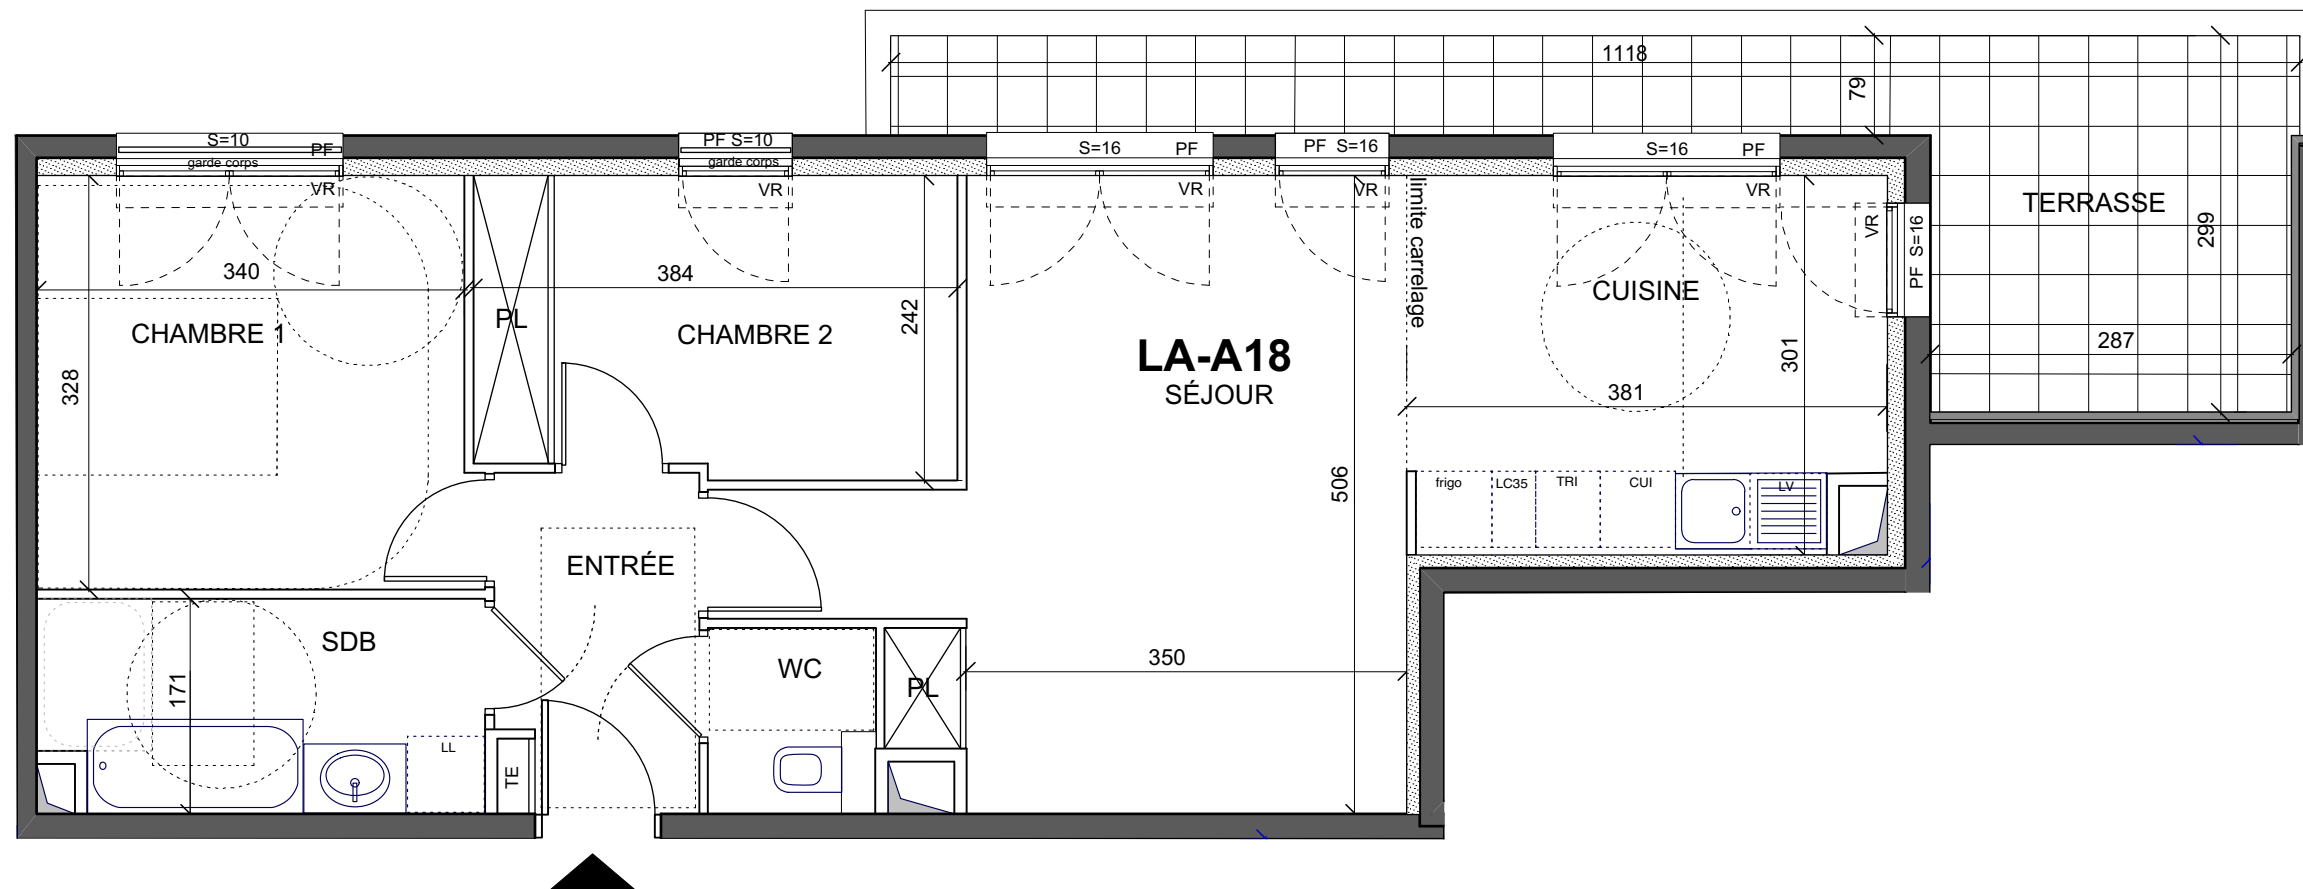 1118
79
S=10
PF
garde corps
VR
PF S=10
garde corps
VR
S=16
PF
VR
PF S=16
VR
S=16
PF
VR
VR
PF S=16
TERRASSE
299
287
limite carrelage
340
384
242
CHAMBRE 1
PL
CHAMBRE 2
328
LA-A18
SÉJOUR
CUISINE
301
381
506
frigo
LC35
TRI
CUI
LV
ENTRÉE
SDB
171
WC
PL
350
LL
TE